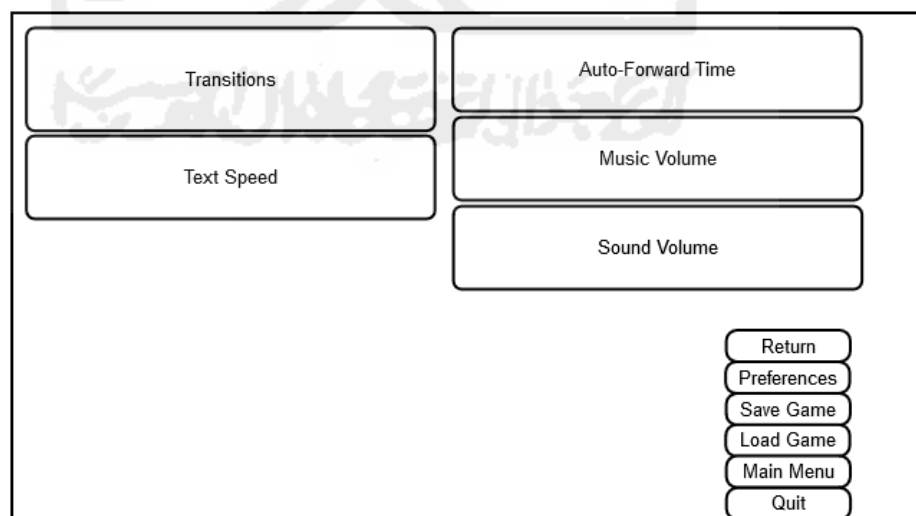 Transitions
Text Speed
Auto-Forward Time
Music Volume
Sound Volume
Return
Preferences
Save Game
Load Game
Main Menu
Quit